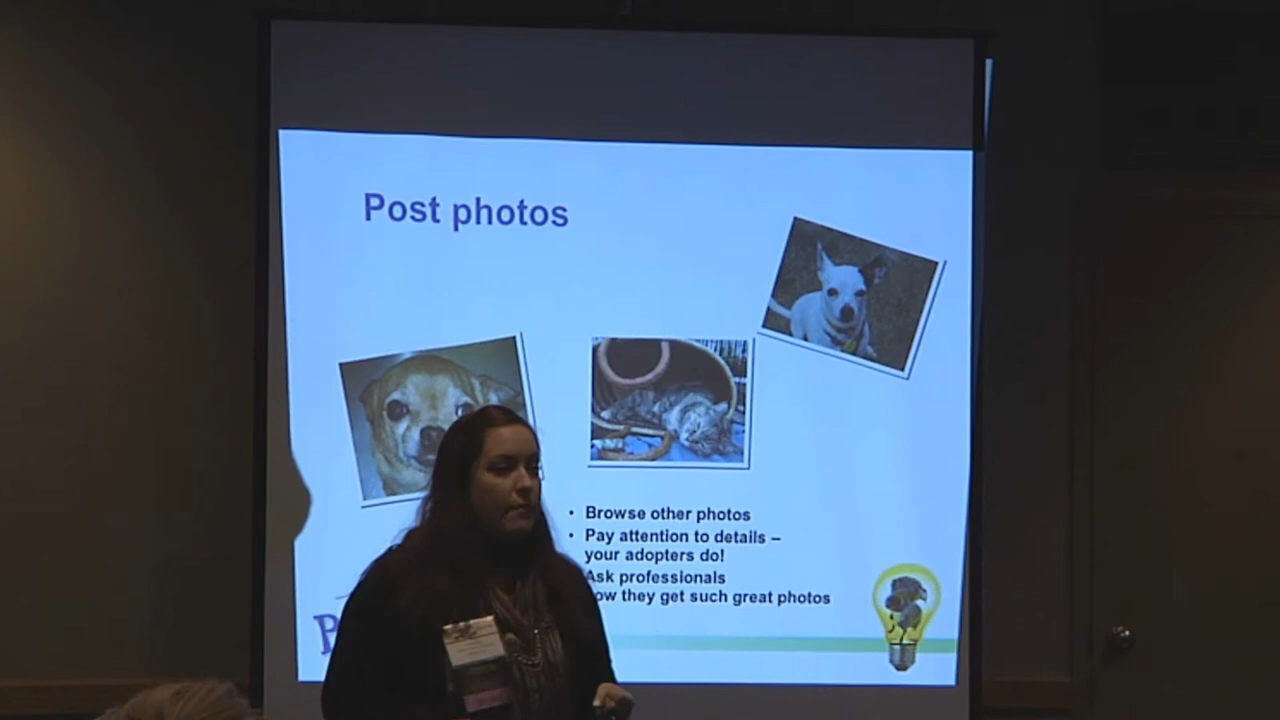 Post photos
• Browse other photos
• Pay attention to details –
your adopters do!
Ask professionals
ow they get such great photos
P